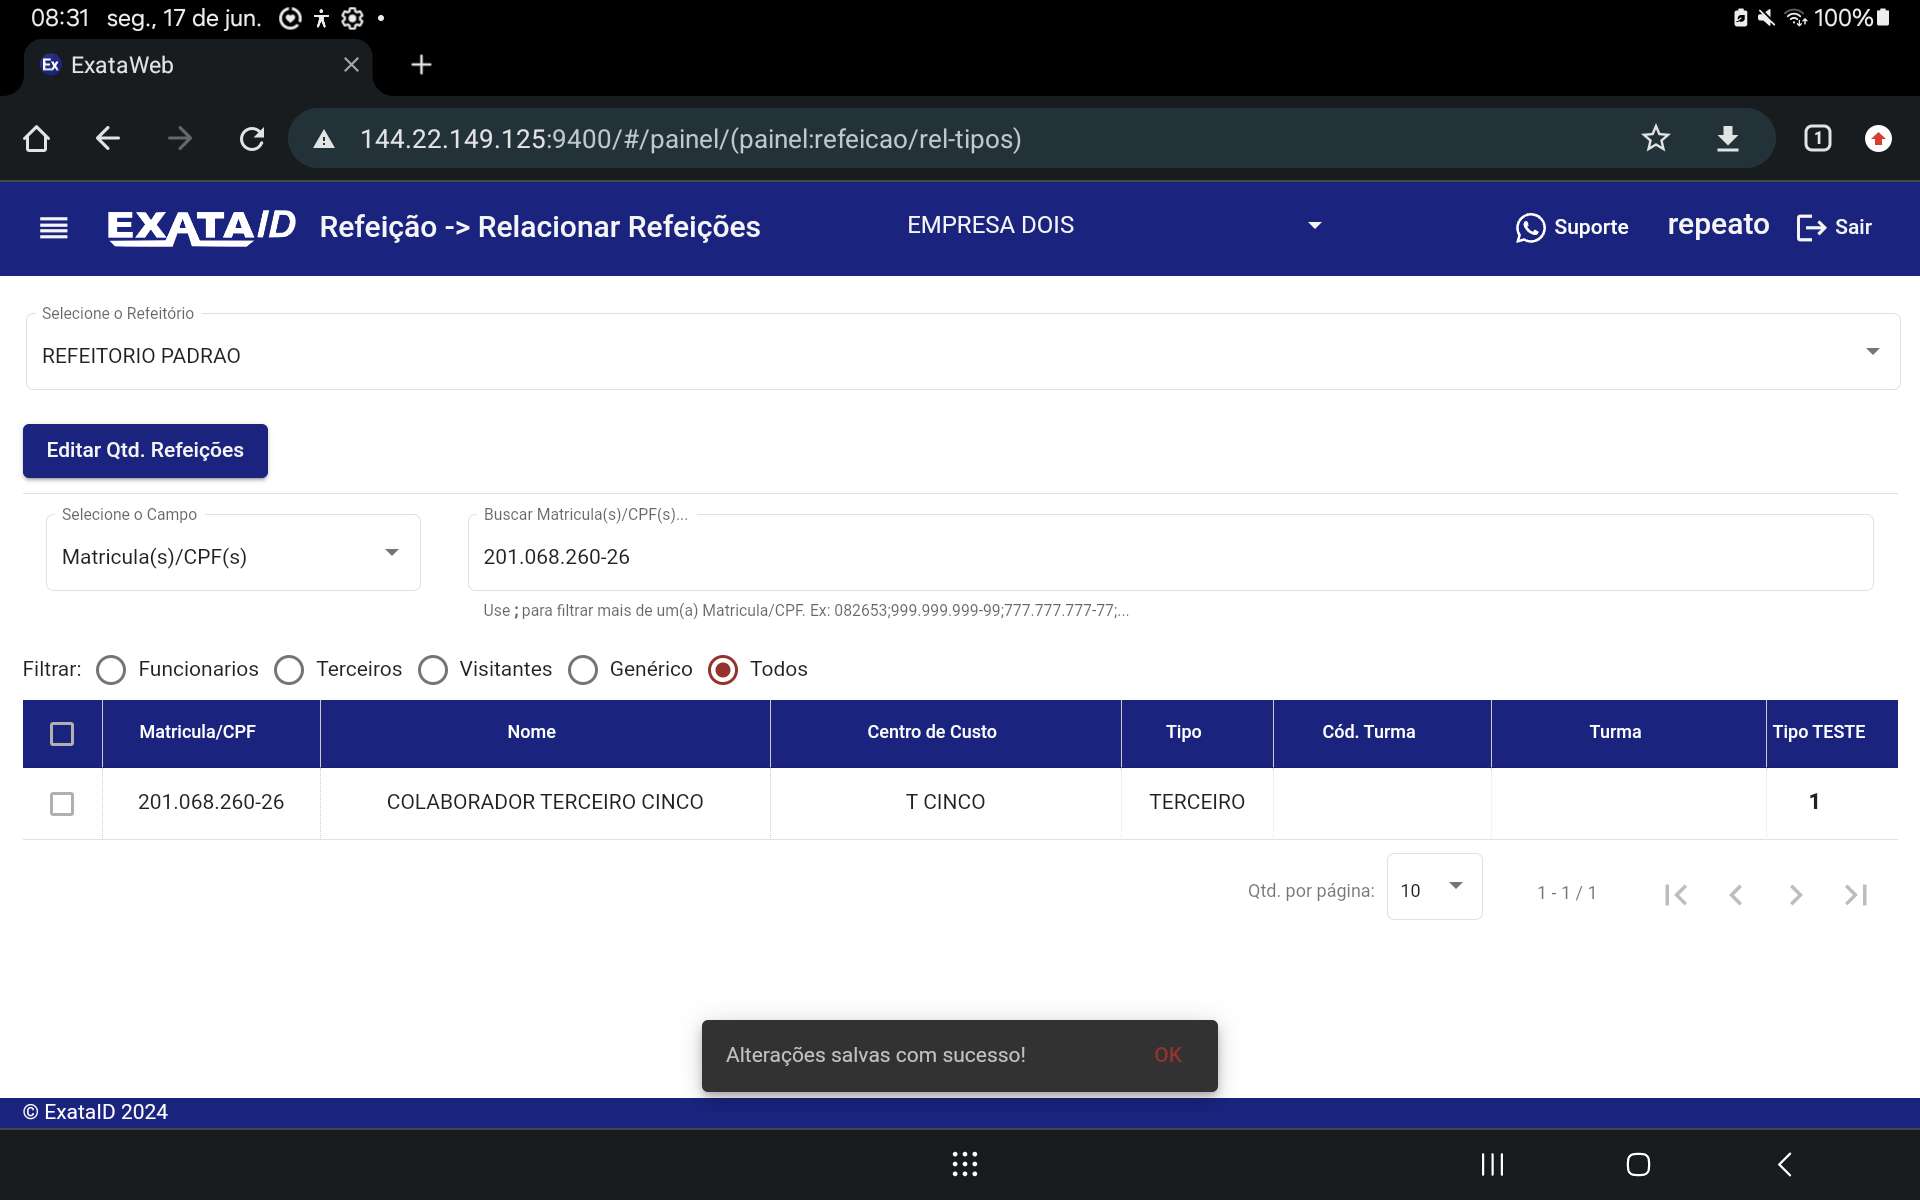 08:31 seg., 17 de jun. 100%
Ex ExataWeb
144.22.149.125:9400/#/painel/(painel:refeicao/rel-tipos) 1
EXATAID Refeição -> Relacionar Refeições EMPRESA DOIS Suporte repeato Sair
Selecione o Refeitório
REFEITORIO PADRAO
Editar Qtd. Refeições
Selecione o Campo Buscar Matricula(s)/CPF(s)...
Matricula(s)/CPF(s) 201.068.260-26
Use ; para filtrar mais de um(a) Matricula/CPF. Ex: 082653;999.999.999-99;777.777.777-77;...
Filtrar: Funcionarios Terceiros Visitantes Genérico Todos
Matricula/CPF Nome Centro de Custo Tipo Cód. Turma Turma Tipo TESTE
201.068.260-26 COLABORADOR TERCEIRO CINCO T CINCO TERCEIRO 1
Qtd. por página: 10 1 - 1 / 1
Alterações salvas com sucesso! OK
© ExataID 2024